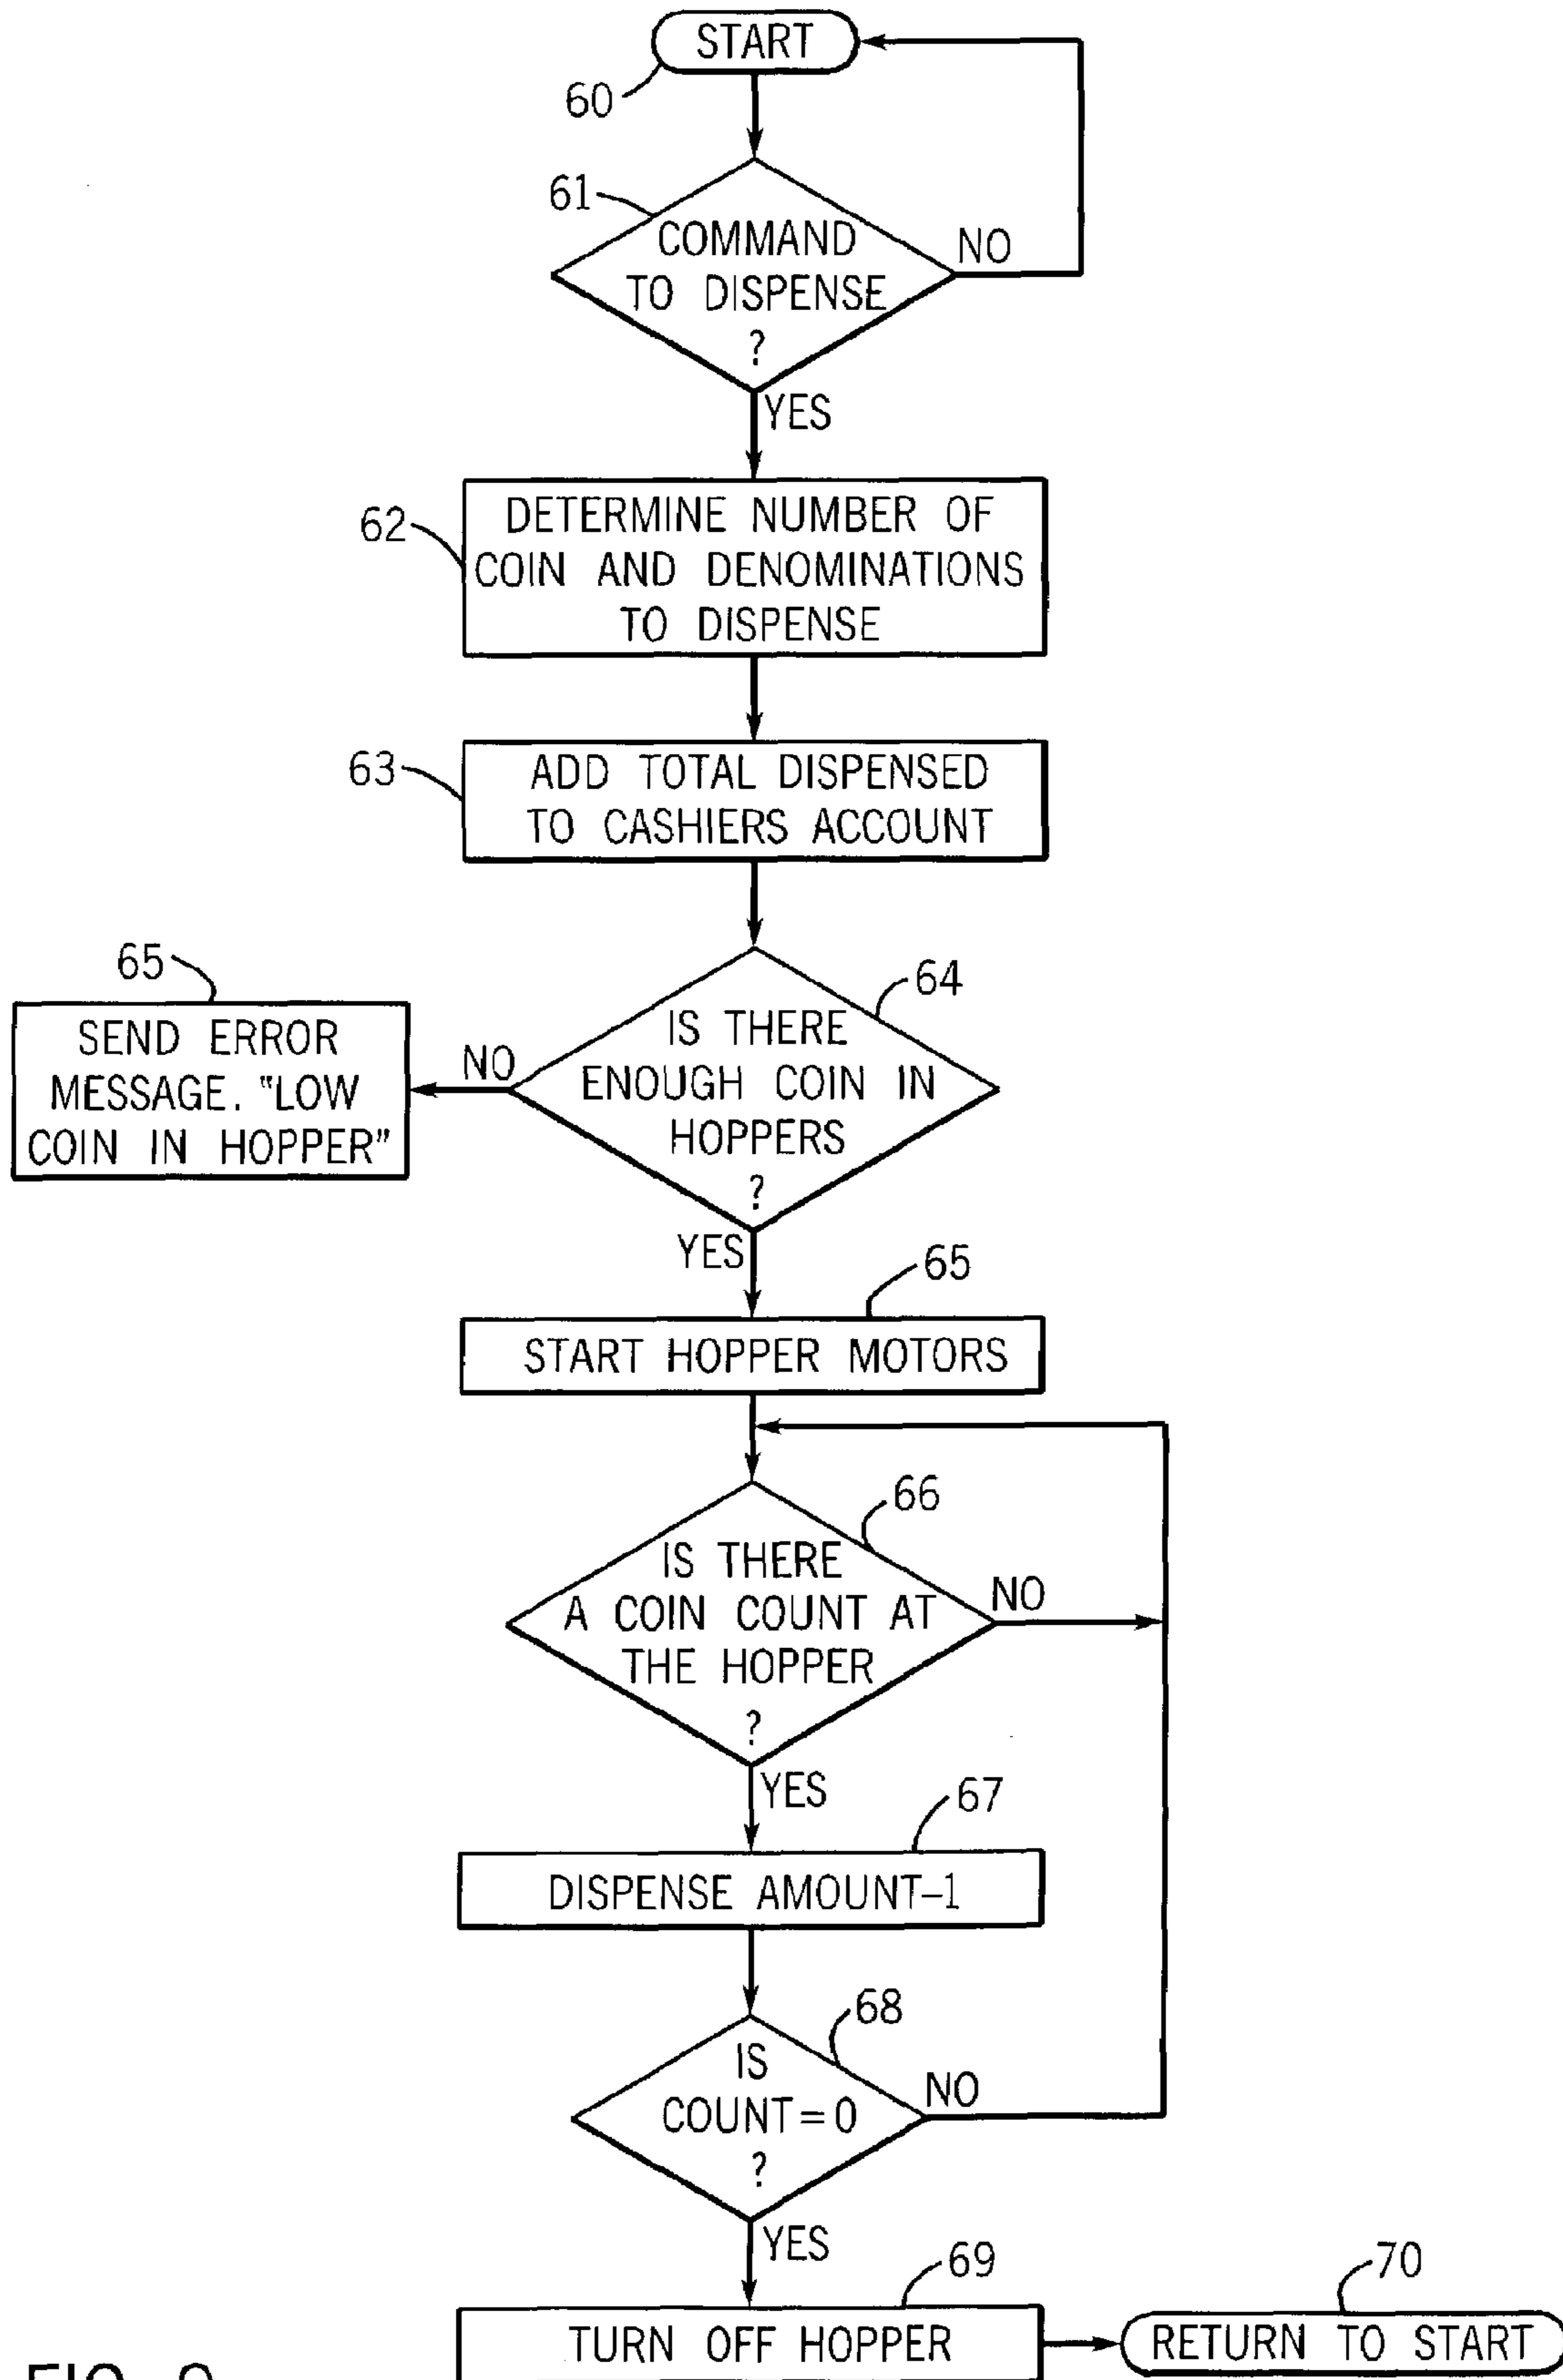 START
60
61
COMMAND
TO DISPENSE
?
NO
YES
62
DETERMINE NUMBER OF
COIN AND DENOMINATIONS
TO DISPENSE
63
ADD TOTAL DISPENSED
TO CASHIERS ACCOUNT
64
IS THERE
ENOUGH COIN IN
HOPPERS
?
NO
65
SEND ERROR
MESSAGE. "LOW
COIN IN HOPPER"
YES
65
START HOPPER MOTORS
66
IS THERE
A COIN COUNT AT
THE HOPPER
?
NO
YES
67
DISPENSE AMOUNT-1
68
IS
COUNT=0
?
NO
YES
69
TURN OFF HOPPER
70
RETURN TO START
FIG.